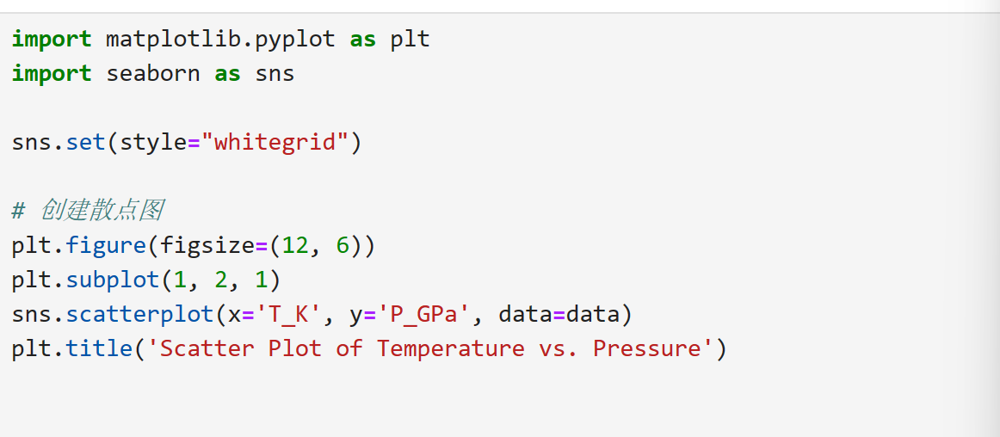 import matplotlib.pyplot as plt
import seaborn as sns
sns.set(style="whitegrid")
# 创建散点图
plt.figure(figsize=(12, 6))
plt.subplot(1, 2, 1)
sns.scatterplot(x='T_K', y='P_GPa', data=data)
plt.title('Scatter Plot of Temperature vs. Pressure')